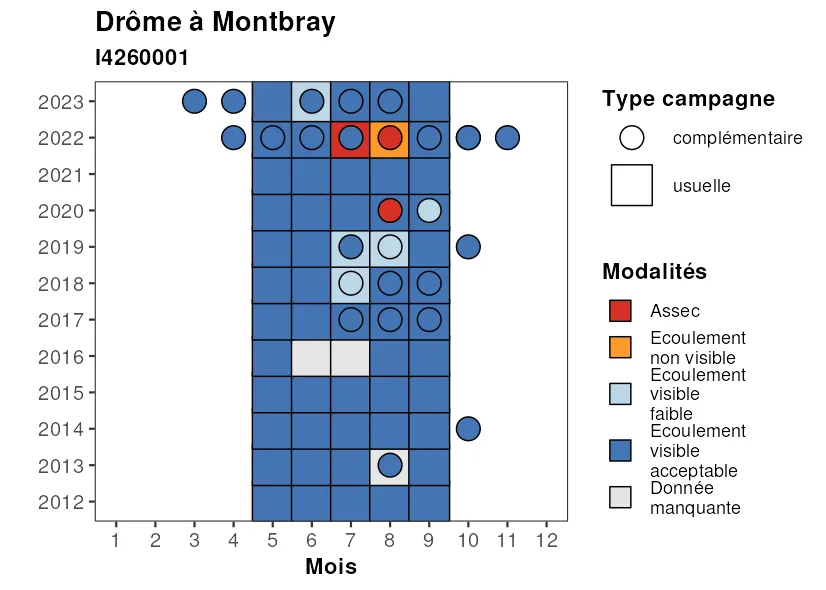 Drôme à Montbray
I4260001
2023
2022
2021
2020
2019
2018
2017
2016
2015
2014
2013
2012
1 2 3 4 5 6 7 8 9 10 11 12
Mois
Type campagne
complémentaire
usuelle
Modalités
Assec
Ecoulement
non visible
Ecoulement
visible
faible
Ecoulement
visible
acceptable
Donnée
manquante